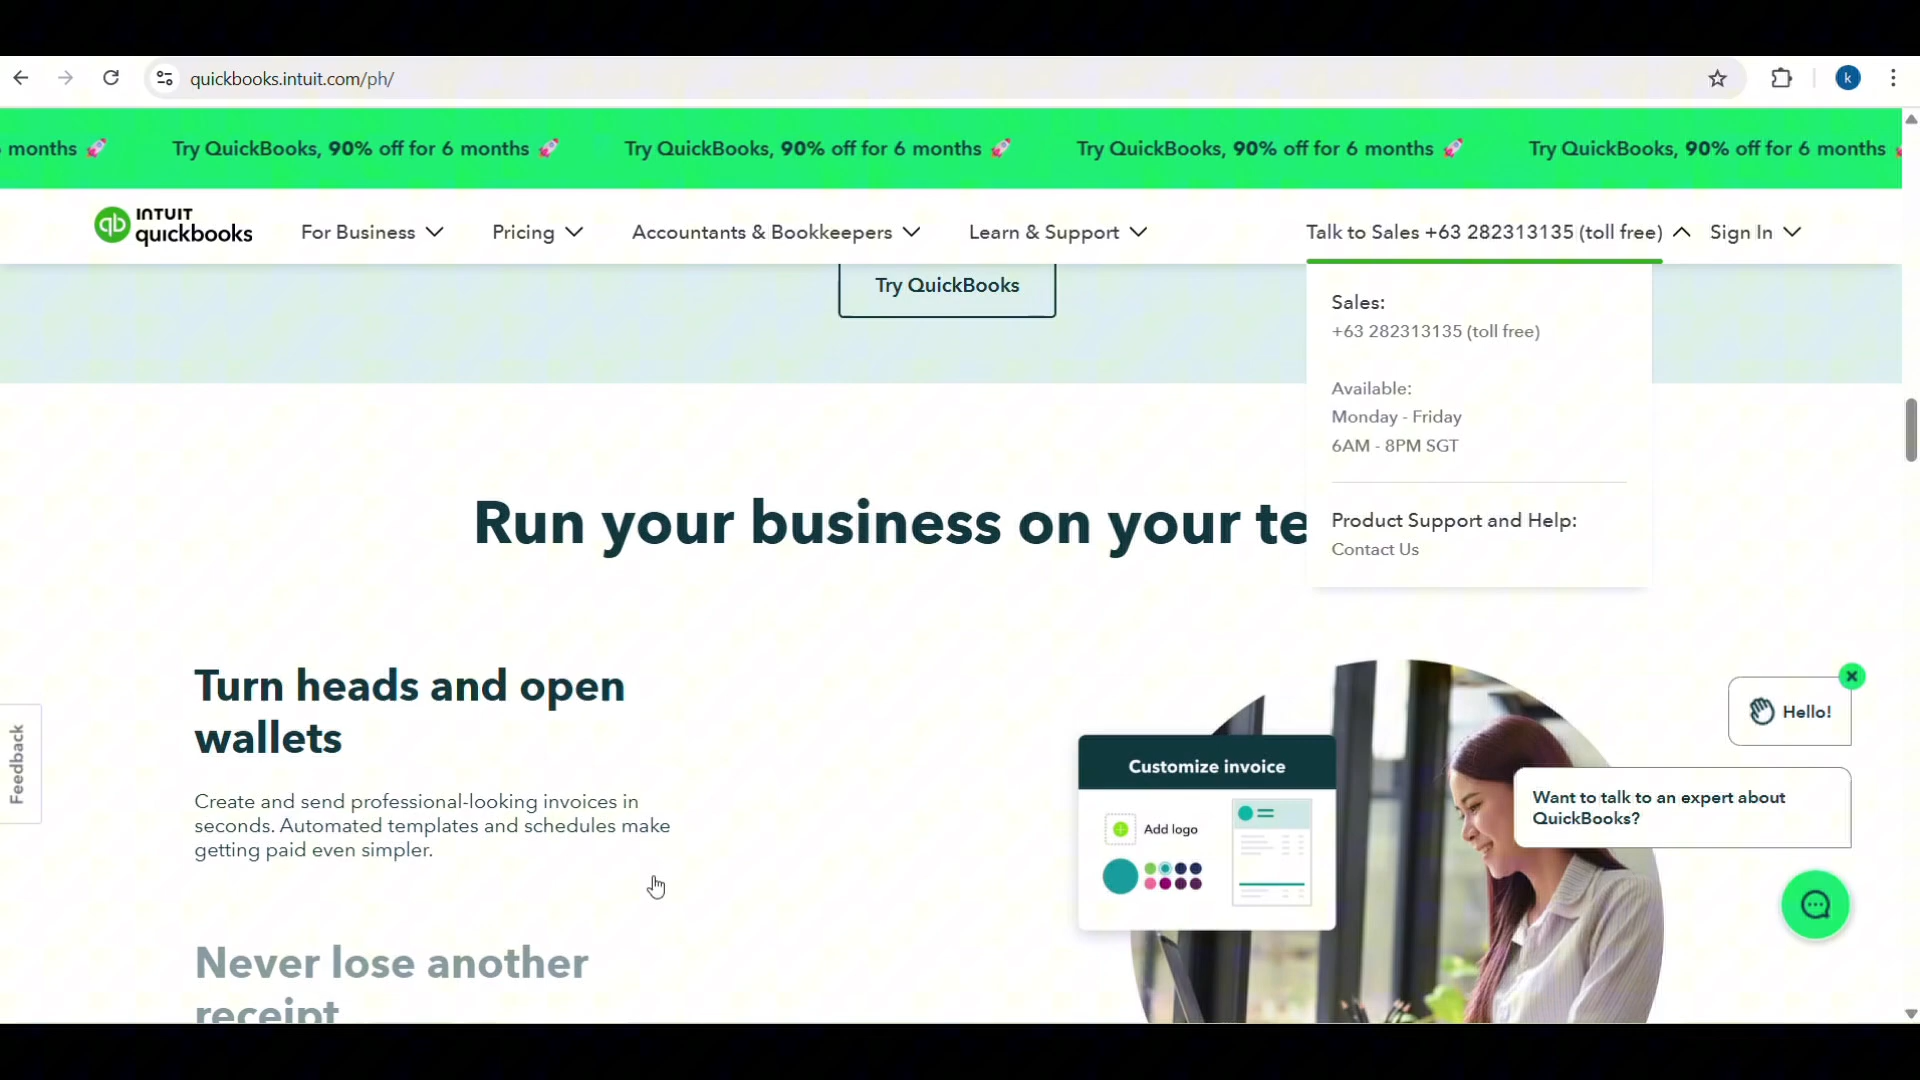 quickbooks.intuit.com/ph/
k
months 🚀 Try QuickBooks, 90% off for 6 months 🚀 Try QuickBooks, 90% off for 6 months 🚀 Try QuickBooks, 90% off for 6 months 🚀 Try QuickBooks, 90% off for 6 months
qb INTUIT quickbooks
For Business
Pricing
Accountants & Bookkeepers
Learn & Support
Talk to Sales +63 282313135 (toll free)
Sign In
Try QuickBooks
Sales:
+63 282313135 (toll free)
Available:
Monday - Friday
6AM - 8PM SGT
Product Support and Help:
Contact Us
Run your business on your te
Turn heads and open
wallets
Create and send professional-looking invoices in
seconds. Automated templates and schedules make
getting paid even simpler.
Never lose another
receipt
Customize invoice
Add logo
Hello!
Want to talk to an expert about
QuickBooks?
Feedback